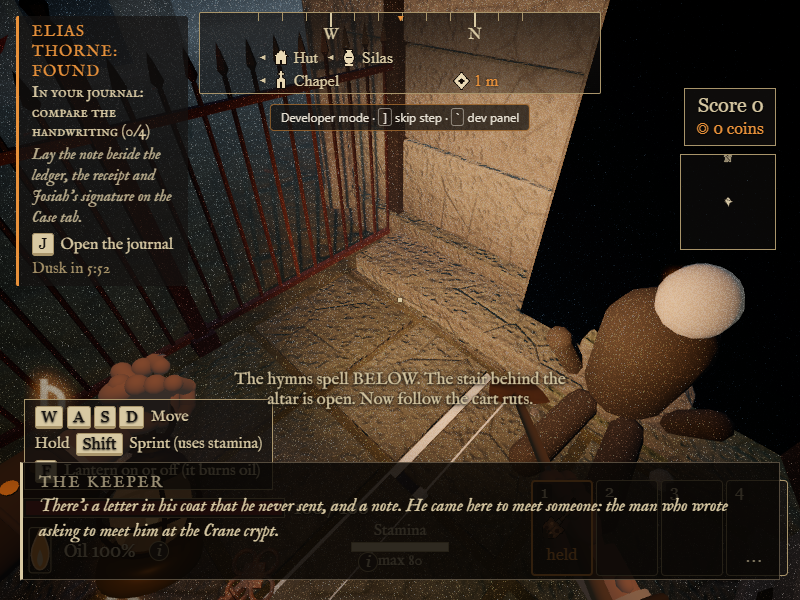 ELIAS
THORNE:
FOUND
In your journal:
compare the
handwriting (0/4)
Lay the note beside the
ledger, the receipt and
Josiah's signature on the
Case tab.
J Open the journal
Dusk in 5:52
W N
Hut Silas
Chapel 1 m
Developer mode · ] skip step · ` dev panel
Score 0
0 coins
The hymns spell BELOW. The stair behind the
altar is open. Now follow the cart ruts.
W A S D Move
Hold Shift Sprint (uses stamina)
F Lantern on or off (it burns oil)
THE KEEPER
There's a letter in his coat that he never sent, and a note. He came here to meet someone: the man who wrote
asking to meet him at the Crane crypt.
Oil 100% i
Stamina
i max 80
1 2 3 4
held ...